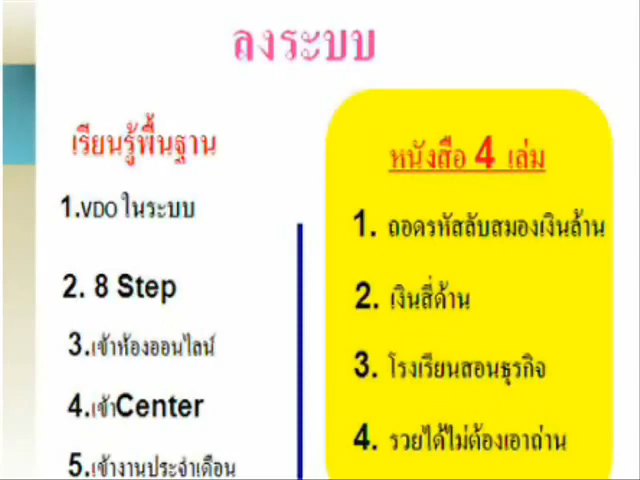 ลงระบบ
เรียนรู้พื้นฐาน
1.VDO ในระบบ
2. 8 Step
3.เข้าห้องออนไลน์
4.เข้าCenter
5.เข้างานประจำเดือน
หนังสือ 4 เล่ม
1. ถอดรหัสลับสมองเงินล้าน
2. เงินสี่ด้าน
3. โรงเรียนสอนธุรกิจ
4. รวยได้ไม่ต้องเอาถ่าน